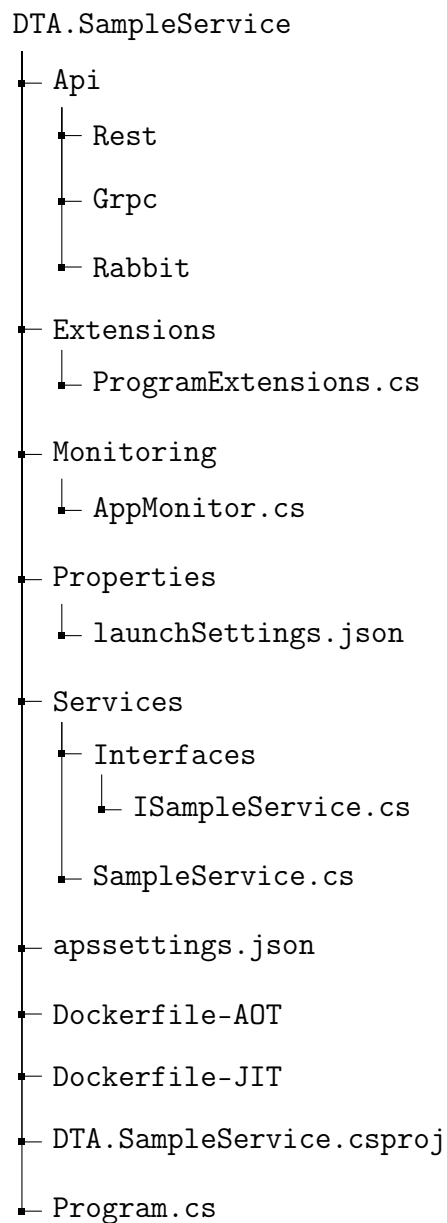 DTA.SampleService
Api
Rest
Grpc
Rabbit
Extensions
ProgramExtensions.cs
Monitoring
AppMonitor.cs
Properties
launchSettings.json
Services
Interfaces
ISampleService.cs
SampleService.cs
apssettings.json
Dockerfile-AOT
Dockerfile-JIT
DTA.SampleService.csproj
Program.cs